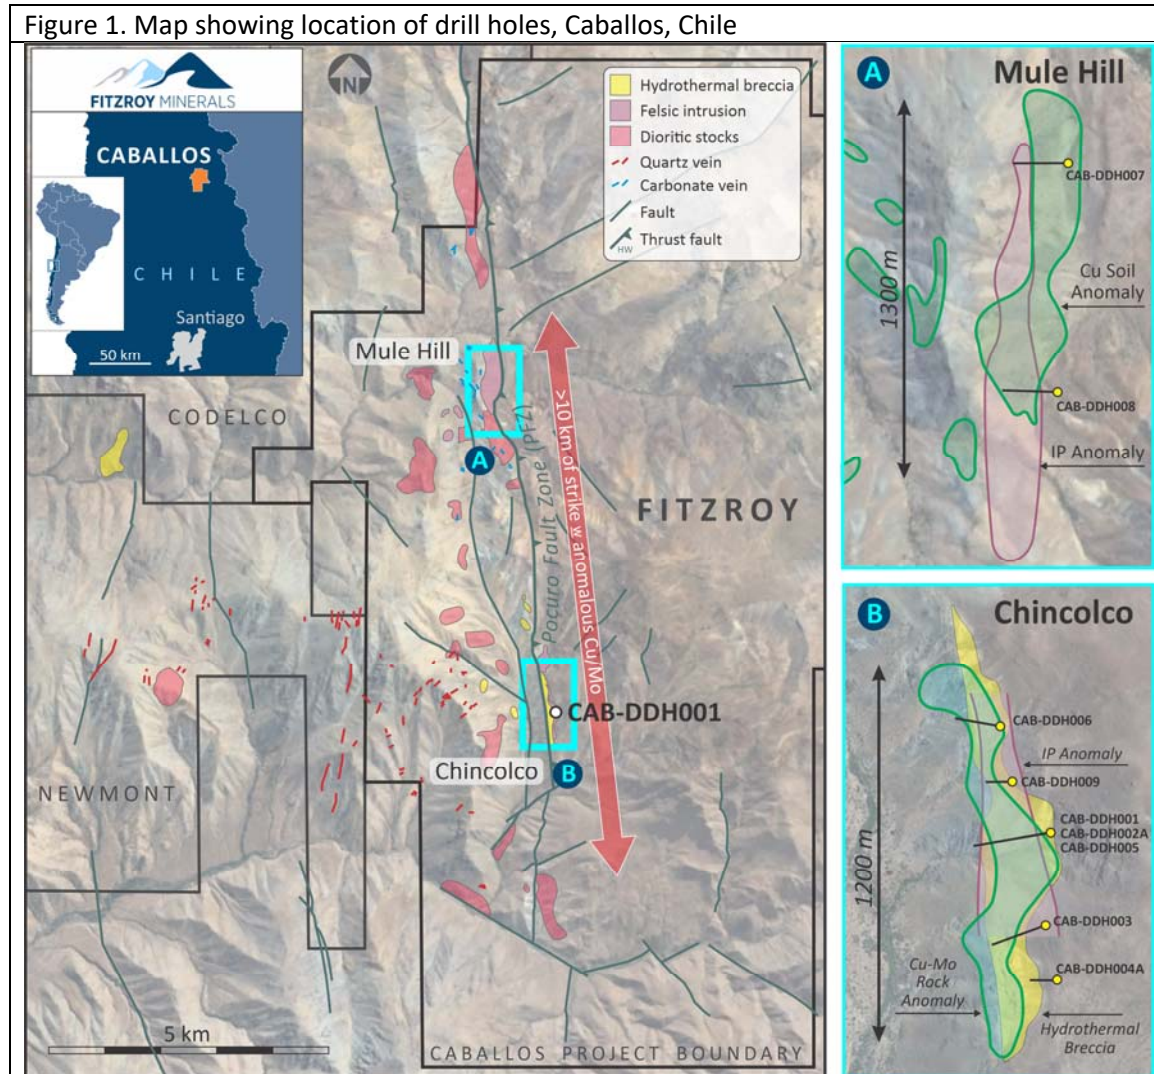 Figure 1. Map showing location of drill holes, Caballos, Chile
FITZROY MINERALS
CABALLOS
CHILE
Santiago
50 km
N
Hydrothermal breccia
Felsic intrusion
Dioritic stocks
Quartz vein
Carbonate vein
Fault
HW
Thrust fault
Mule Hill
CODELCO
A
Pocuro Fault Zone (PFZ)
>10 km of strike w anomalous Cu/Mo
FITZROY
CAB-DDH001
Chincolco
B
NEWMONT
5 km
CABALLOS PROJECT BOUNDARY
A
Mule Hill
CAB-DDH007
1300 m
Cu Soil
Anomaly
CAB-DDH008
IP Anomaly
B
Chincolco
CAB-DDH006
IP Anomaly
CAB-DDH009
CAB-DDH001
CAB-DDH002A
CAB-DDH005
1200 m
CAB-DDH003
Cu-Mo
Rock
Anomaly
CAB-DDH004A
Hydrothermal
Breccia